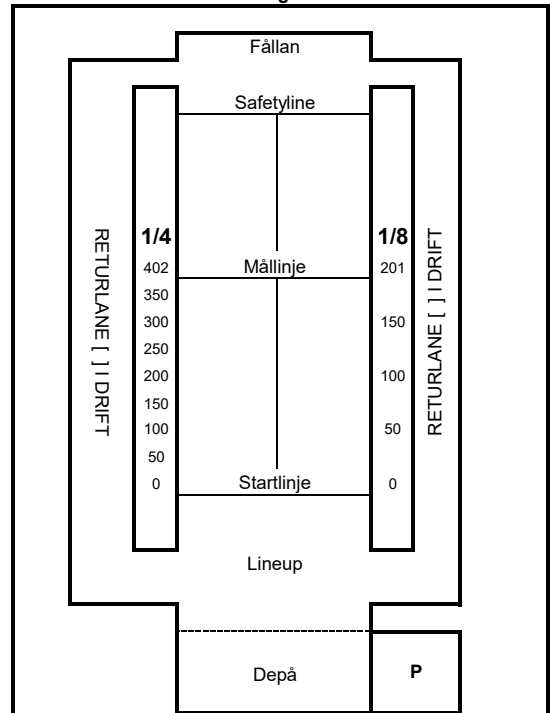 Fållan
Safetyline
1/4
1/8
402
Mållinje
201
350
300
150
250
200
100
150
100
50
50
0
Startlinje
0
RETURLANE [ ] I DRIFT
RETURLANE [ ] I DRIFT
Lineup
Depå
P